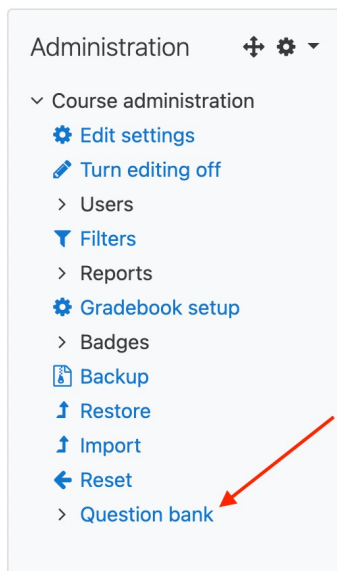 Administration
Course administration
Edit settings
Turn editing off
Users
Filters
Reports
Gradebook setup
Badges
Backup
Restore
Import
Reset
Question bank